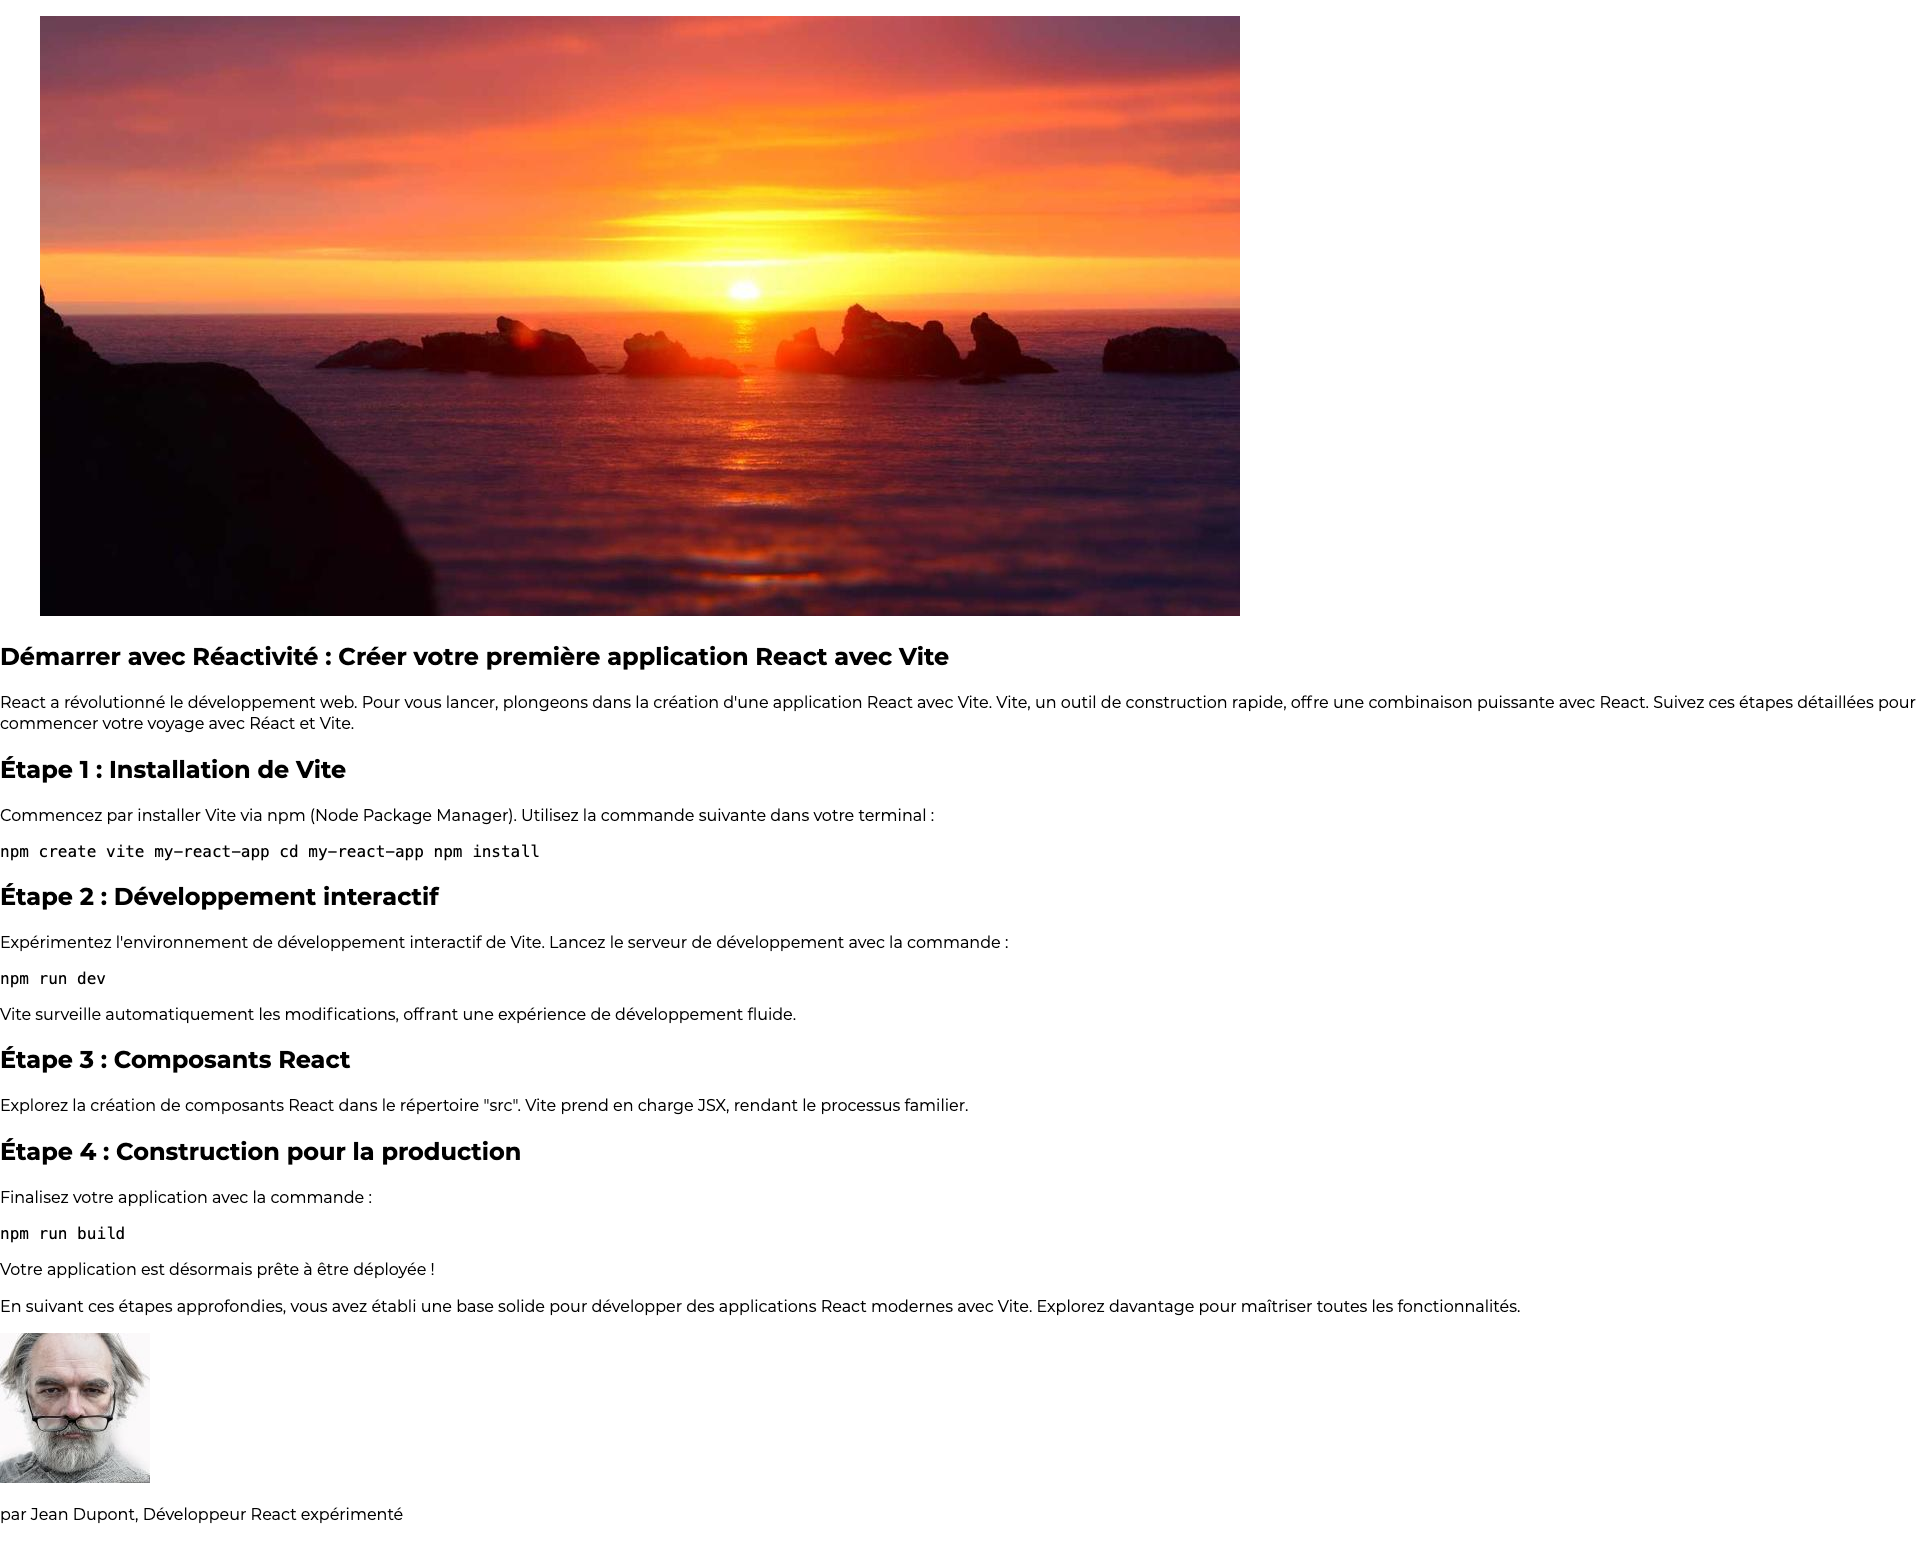 Démarrer avec Réactivité : Créer votre première application React avec Vite
React a révolutionné le développement web. Pour vous lancer, plongeons dans la création d'une application React avec Vite. Vite, un outil de construction rapide, offre une combinaison puissante avec React. Suivez ces étapes détaillées pour
commencer votre voyage avec Réact et Vite.
Étape 1 : Installation de Vite
Commencez par installer Vite via npm (Node Package Manager). Utilisez la commande suivante dans votre terminal :
npm create vite my-react-app cd my-react-app npm install
Étape 2 : Développement interactif
Expérimentez l'environnement de développement interactif de Vite. Lancez le serveur de développement avec la commande :
npm run dev
Vite surveille automatiquement les modifications, offrant une expérience de développement fluide.
Étape 3 : Composants React
Explorez la création de composants React dans le répertoire "src". Vite prend en charge JSX, rendant le processus familier.
Étape 4 : Construction pour la production
Finalisez votre application avec la commande :
npm run build
Votre application est désormais prête à être déployée !
En suivant ces étapes approfondies, vous avez établi une base solide pour développer des applications React modernes avec Vite. Explorez davantage pour maîtriser toutes les fonctionnalités.
par Jean Dupont, Développeur React expérimenté